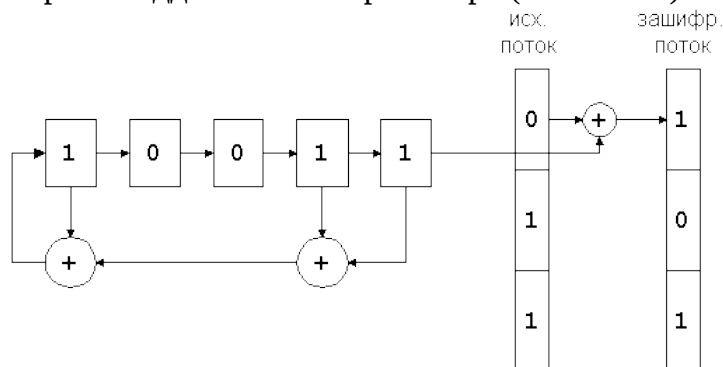 исх. зашифр.
поток поток
1 0 0 1 1 0 + 1
1 0
+ +
1 1